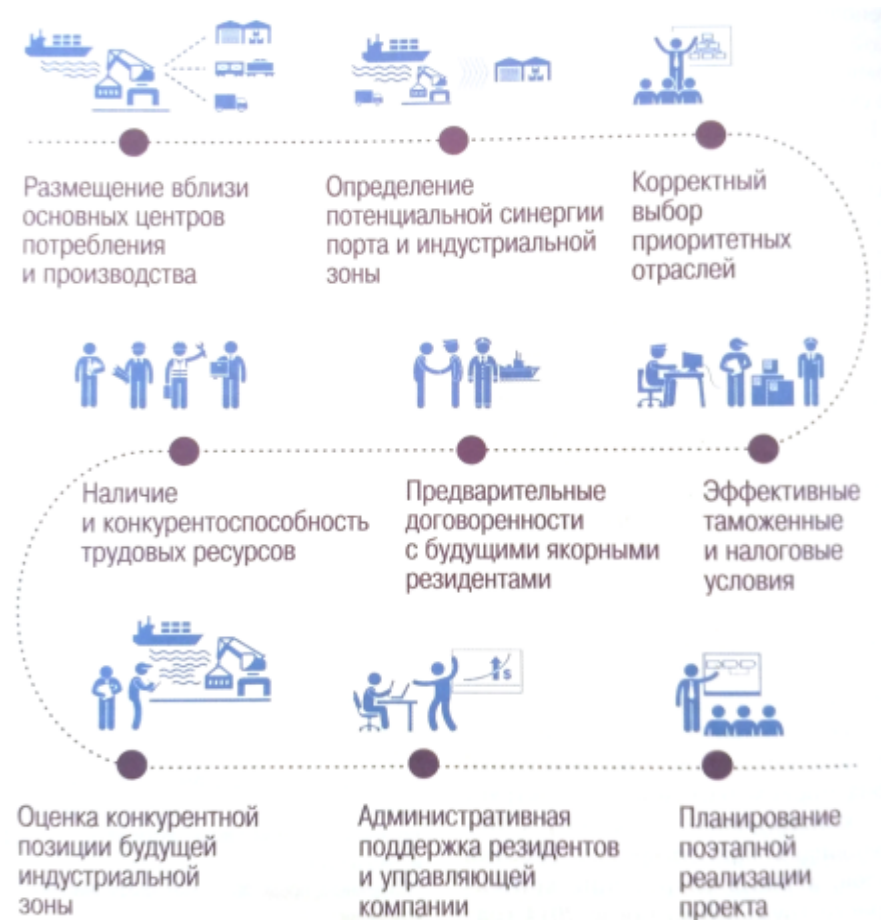 Размещение вблизи
основных центров
потребления
и производства
Определение
потенциальной синергии
порта и индустриальной
зоны
Корректный
выбор
приоритетных
отраслей
Эффективные
таможенные
и налоговые
условия
Предварительные
договоренности
с будущими якорными
резидентами
Наличие
и конкурентоспособность
трудовых ресурсов
$
Оценка конкурентной
позиции будущей
индустриальной
зоны
Административная
поддержка резидентов
и управляющей
компании
Планирование
поэтапной
реализации
проекта